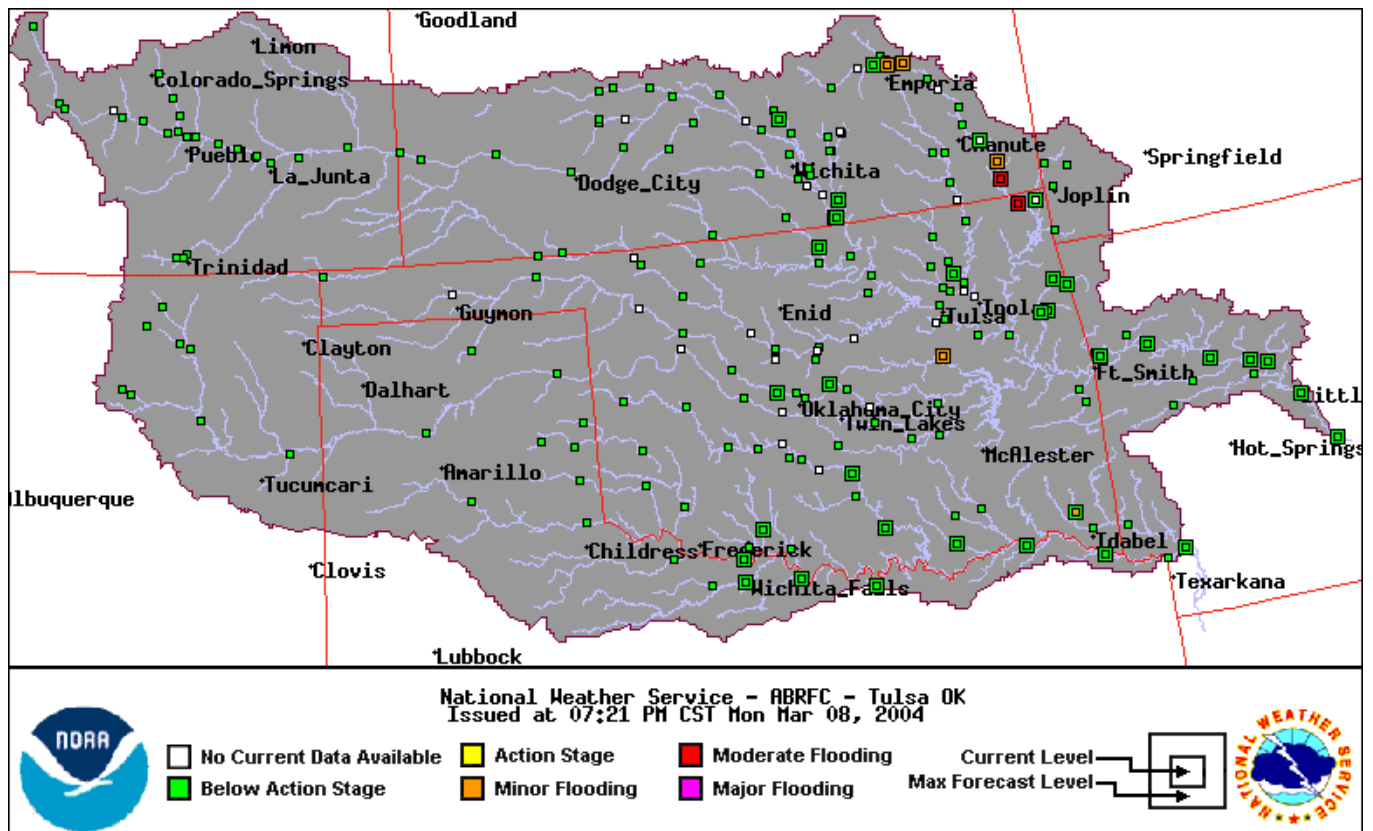 Goodland
Limon
Colorado_Springs
Emporia
Pueblo
La_Junta
Dodge_City
Wichita
Chanute
Springfield
Joplin
Trinidad
Guymon
Enid
Tulsa
Clayton
Dalhart
Ft_Smith
Oklahoma_City
Twin_Lakes
Littl
Hot_Springs
McAlester
Amarillo
Tucumcari
lbuquerque
Childress
Frederick
Idabel
Clovis
Wichita_Falls
Texarkana
Lubbock
National Weather Service - ABRFC - Tulsa OK
Issued at 07:21 PM CST Mon Mar 08, 2004
NOAA
No Current Data Available
Action Stage
Moderate Flooding
Current Level
Below Action Stage
Minor Flooding
Major Flooding
Max Forecast Level
NATIONAL WEATHER SERVICE